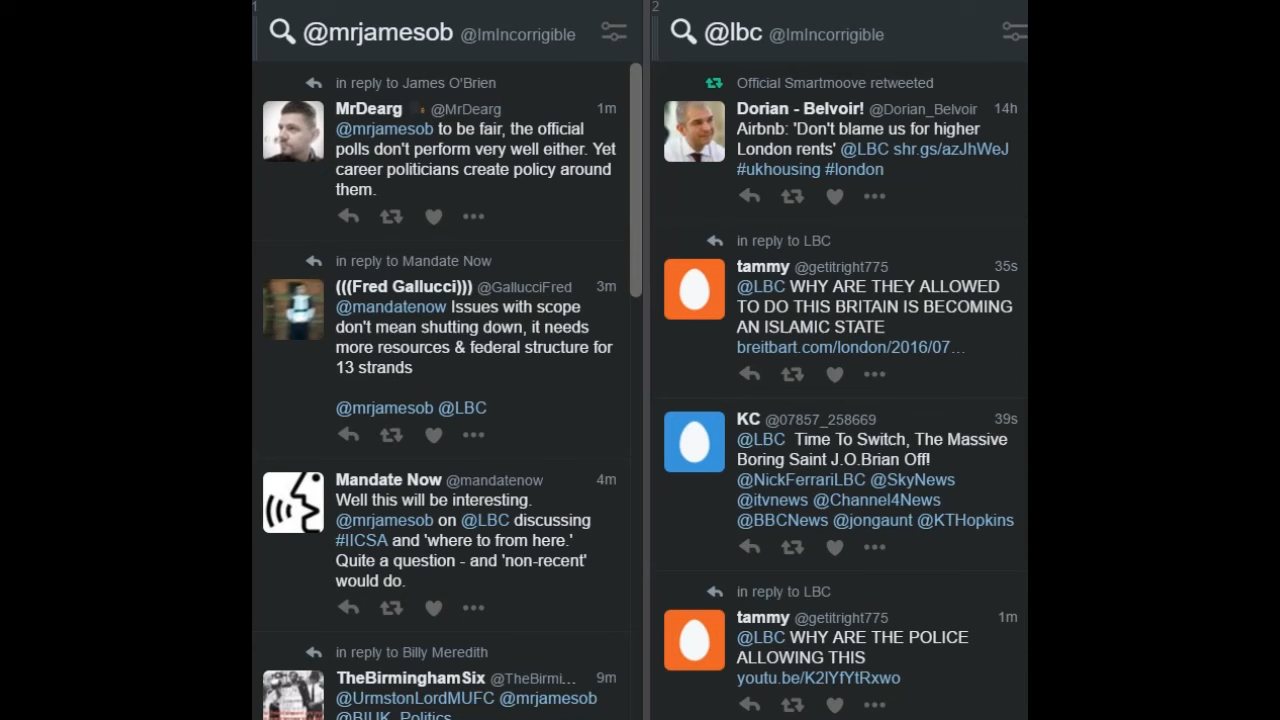 1
@mrjamesob @ImIncorrigible
in reply to James O'Brien
MrDearg @MrDearg 1m
@mrjamesob to be fair, the official
polls don't perform very well either. Yet
career politicians create policy around
them.
in reply to Mandate Now
(((Fred Gallucci))) @GallucciFred 3m
@mandatenow Issues with scope
don't mean shutting down, it needs
more resources & federal structure for
13 strands
@mrjamesob @LBC
Mandate Now @mandatenow 4m
Well this will be interesting.
@mrjamesob on @LBC discussing
#IICSA and 'where to from here.'
Quite a question - and 'non-recent'
would do.
in reply to Billy Meredith
TheBirminghamSix @TheBirmi... 9m
@UrmstonLordMUFC @mrjamesob
@BIUK_Politics
2
@lbc @ImIncorrigible
Official Smartmoove retweeted
Dorian - Belvoir! @Dorian_Belvoir 14h
Airbnb: 'Don't blame us for higher
London rents' @LBC shr.gs/azJhWeJ
#ukhousing #london
in reply to LBC
tammy @getitright775 35s
@LBC WHY ARE THEY ALLOWED
TO DO THIS BRITAIN IS BECOMING
AN ISLAMIC STATE
breitbart.com/london/2016/07…
KC @07857_258669 39s
@LBC Time To Switch, The Massive
Boring Saint J.O.Brian Off!
@NickFerrariLBC @SkyNews
@itvnews @Channel4News
@BBCNews @jongaunt @KTHopkins
in reply to LBC
tammy @getitright775 1m
@LBC WHY ARE THE POLICE
ALLOWING THIS
youtu.be/K2lYfYtRxwo